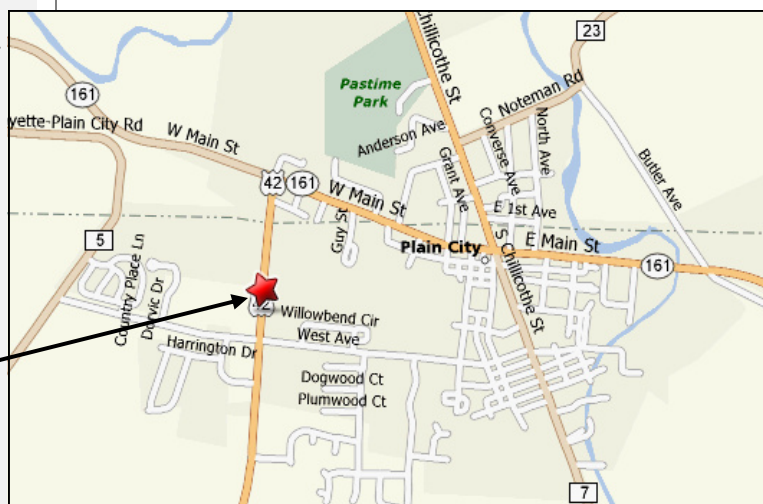 Chillicothe St
23
Pastime
Park
Noteman Rd
161
Anderson Ave
Converse Ave
North Ave
Butler Ave
yette-Plain City Rd
W Main St
Grant Ave
42
161
W Main St
E 1st Ave
Guy St
5
Plain City
S Chillicothe St
E Main St
161
Country Place Ln
Dorvic Dr
Willowbend Cir
West Ave
Harrington Dr
Dogwood Ct
Plumwood Ct
7